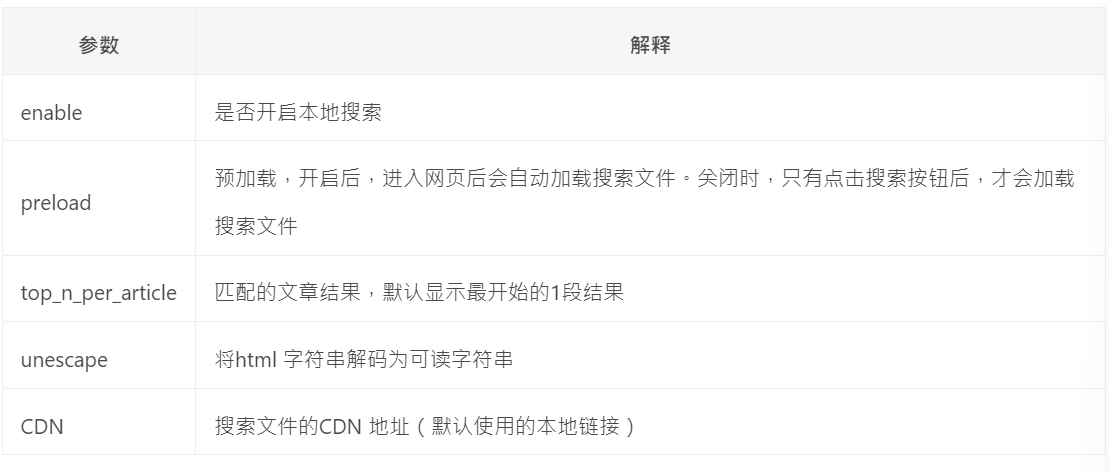 参数 解释
enable 是否开启本地搜索
preload 预加载，开启后，进入网页后会自动加载搜索文件。关闭时，只有点击搜索按钮后，才会加载
搜索文件
top_n_per_article 匹配的文章结果，默认显示最开始的1段结果
unescape 将html 字符串解码为可读字符串
CDN 搜索文件的CDN 地址（默认使用的本地链接）